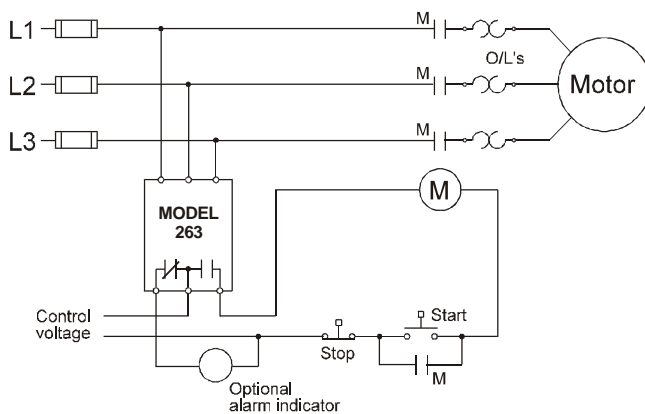 L1
M
O/L's
L2
M
Motor
L3
M
MODEL
263
M
Control
voltage
Start
Stop
M
Optional
alarm indicator